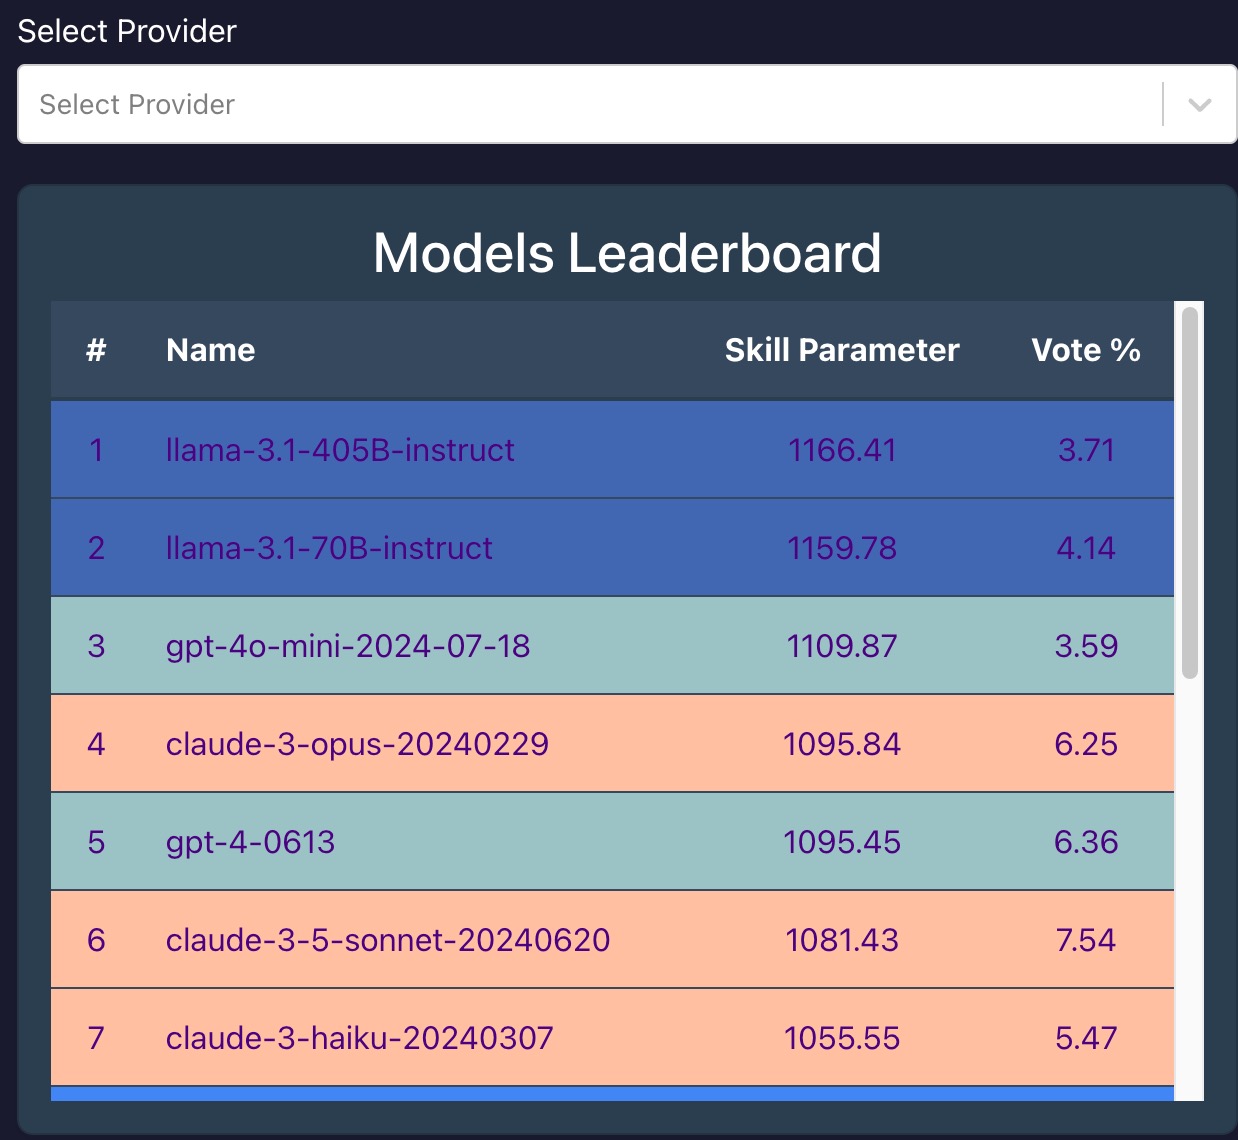 Select Provider
Select Provider
Models Leaderboard
# Name Skill Parameter Vote %
1 llama-3.1-405B-instruct 1166.41 3.71
2 llama-3.1-70B-instruct 1159.78 4.14
3 gpt-4o-mini-2024-07-18 1109.87 3.59
4 claude-3-opus-20240229 1095.84 6.25
5 gpt-4-0613 1095.45 6.36
6 claude-3-5-sonnet-20240620 1081.43 7.54
7 claude-3-haiku-20240307 1055.55 5.47